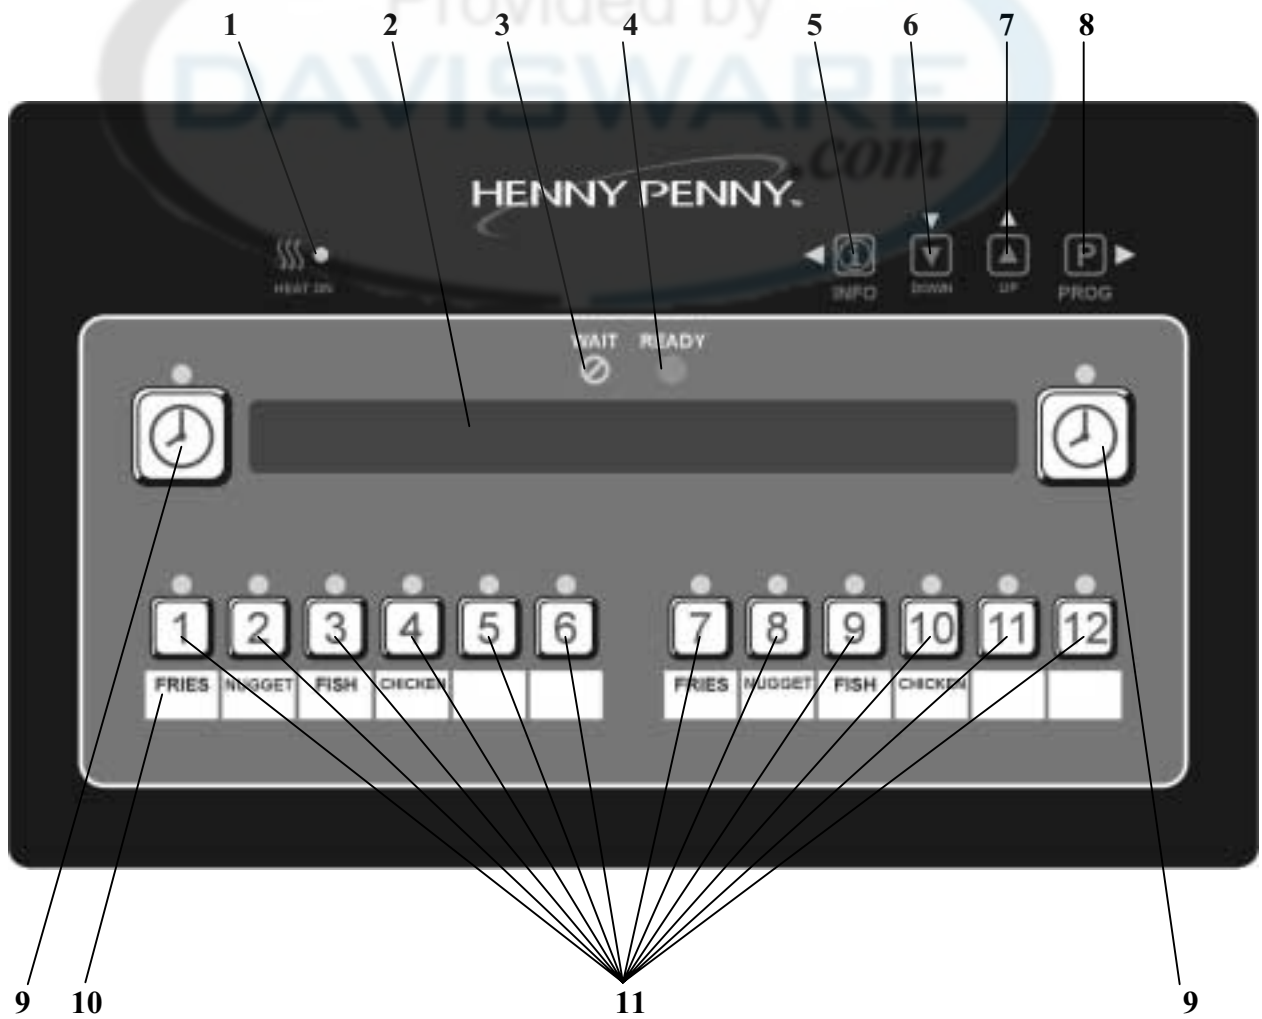 Provided by
1 2 3 4 5 6 7 8
DAVISWARE
.com
HENNY PENNY™
HEAT ON
INFO DOWN UP P PROG
WAIT READY
1 2 3 4 5 6 7 8 9 10 11 12
FRIES NUGGET FISH CHICKEN FRIES NUGGET FISH CHICKEN
9 10 11 9